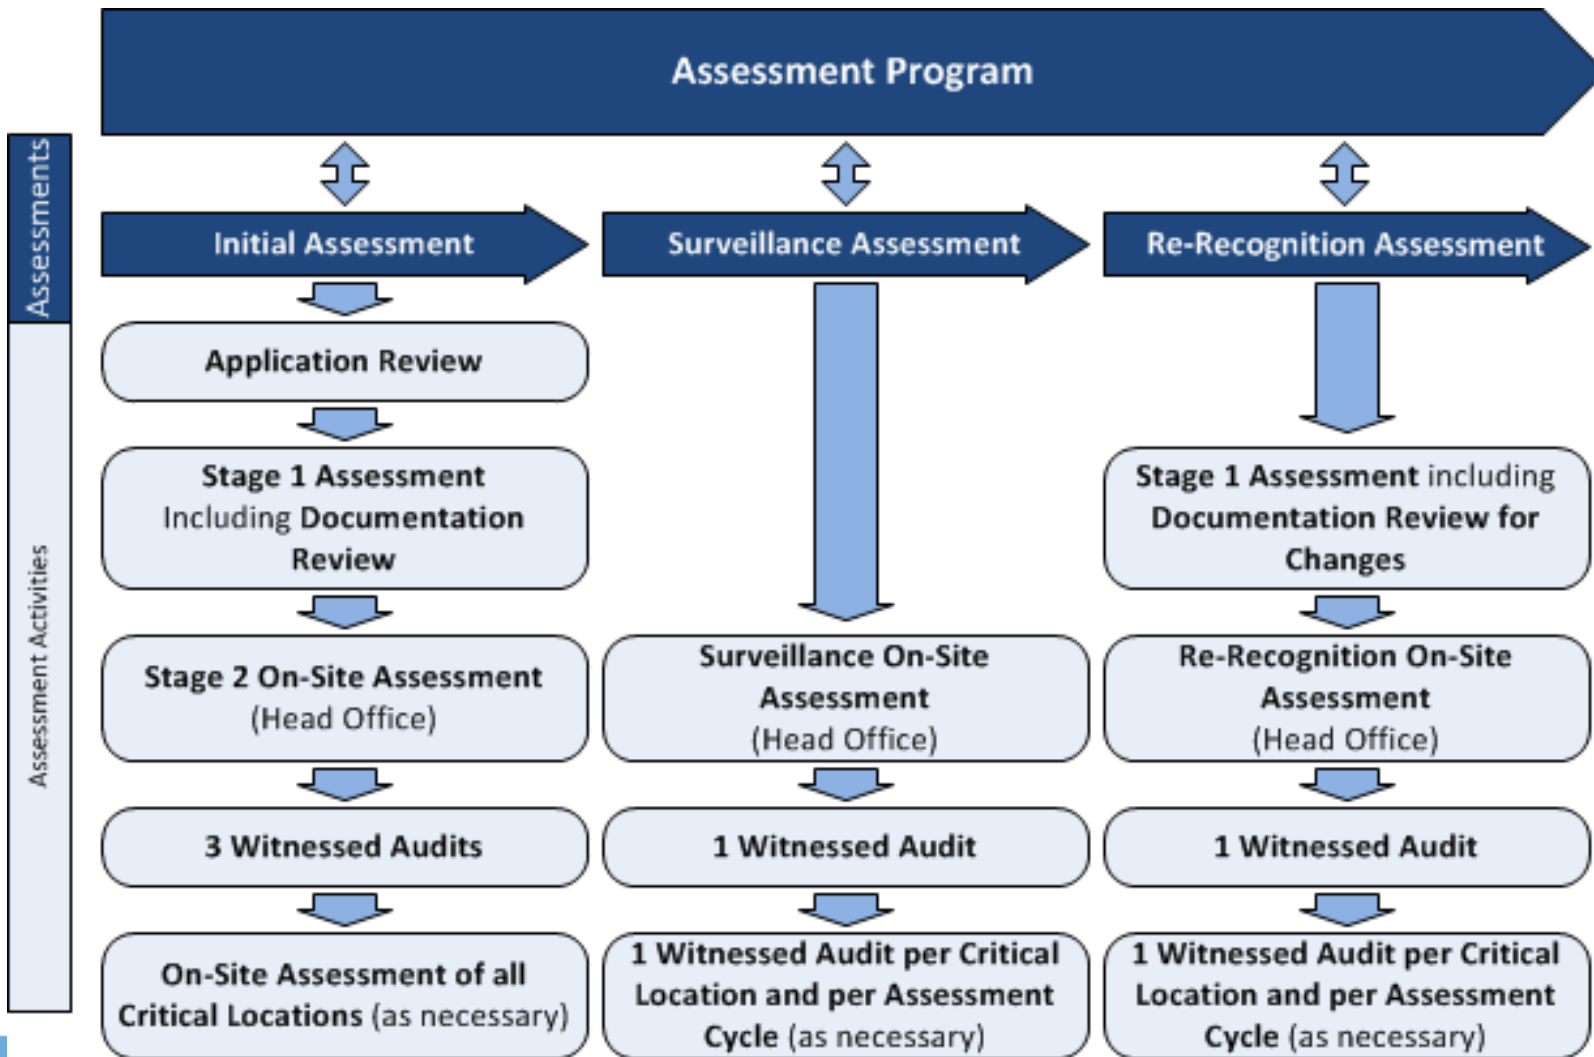 Assessment Program
Assessments
Initial Assessment
Surveillance Assessment
Re-Recognition Assessment
Assessment Activities
Application Review
Stage 1 Assessment
Including Documentation
Review
Stage 2 On-Site Assessment
(Head Office)
3 Witnessed Audits
On-Site Assessment of all
Critical Locations (as necessary)
Surveillance On-Site
Assessment
(Head Office)
1 Witnessed Audit
1 Witnessed Audit per Critical
Location and per Assessment
Cycle (as necessary)
Stage 1 Assessment including
Documentation Review for
Changes
Re-Recognition On-Site
Assessment
(Head Office)
1 Witnessed Audit
1 Witnessed Audit per Critical
Location and per Assessment
Cycle (as necessary)